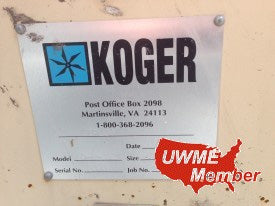 KOGER
Post Office Box 2098
Martinsville, VA 24113
1-800-368-2096
Date
Model Size
Serial No. Job No.
UWME
Member